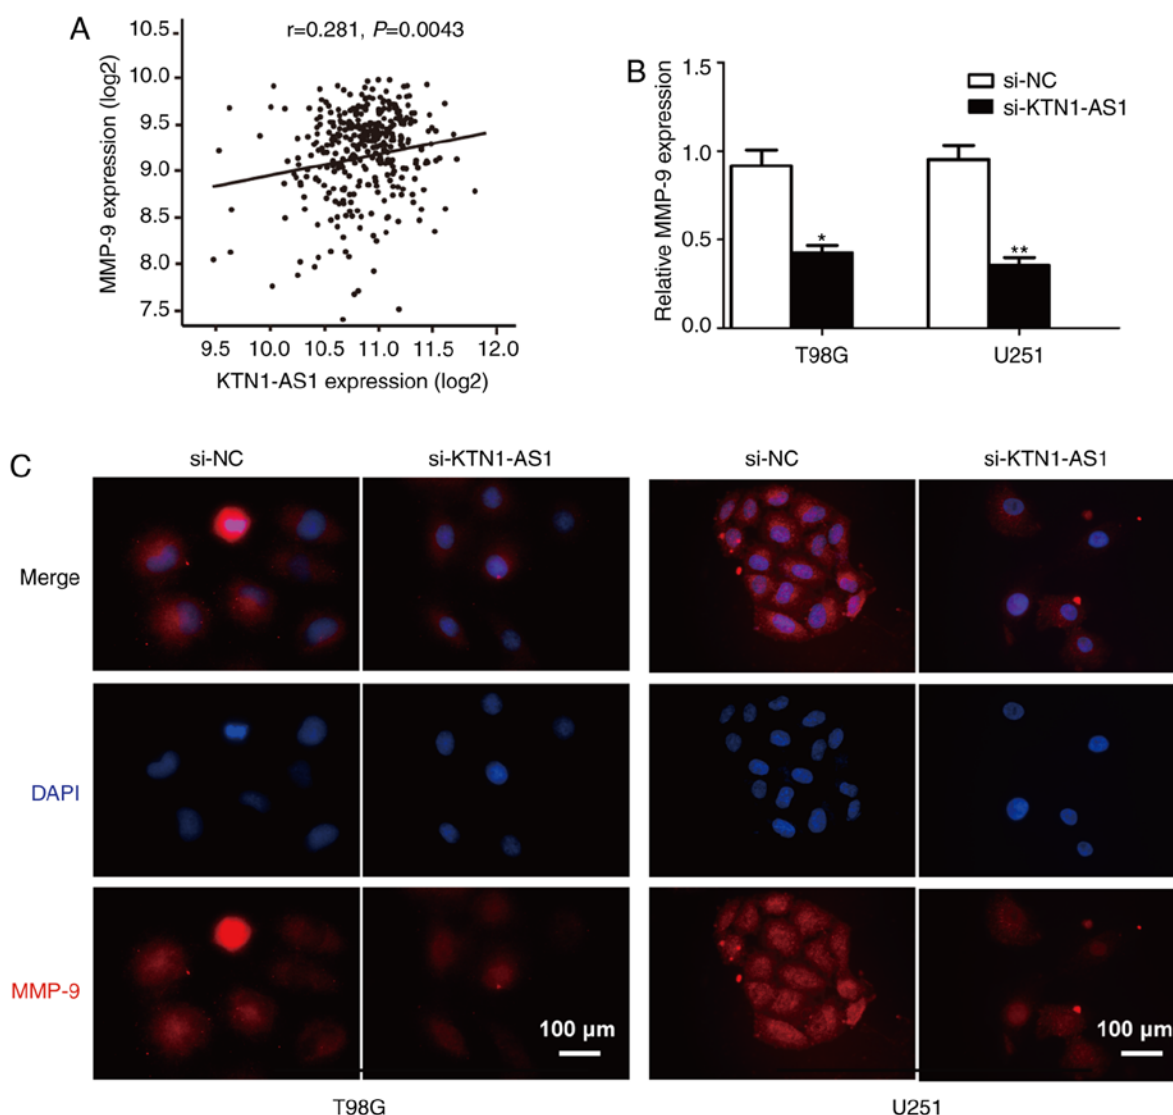 A
r=0.281, P=0.0043
MMP-9 expression (log2)
10.5
10.0
9.5
9.0
8.5
8.0
7.5
9.5 10.0 10.5 11.0 11.5 12.0
KTN1-AS1 expression (log2)
B
si-NC
si-KTN1-AS1
Relative MMP-9 expression
1.5
1.0
0.5
0.0
*
**
T98G U251
C
si-NC si-KTN1-AS1 si-NC si-KTN1-AS1
Merge
DAPI
MMP-9
100 µm 100 µm
T98G U251